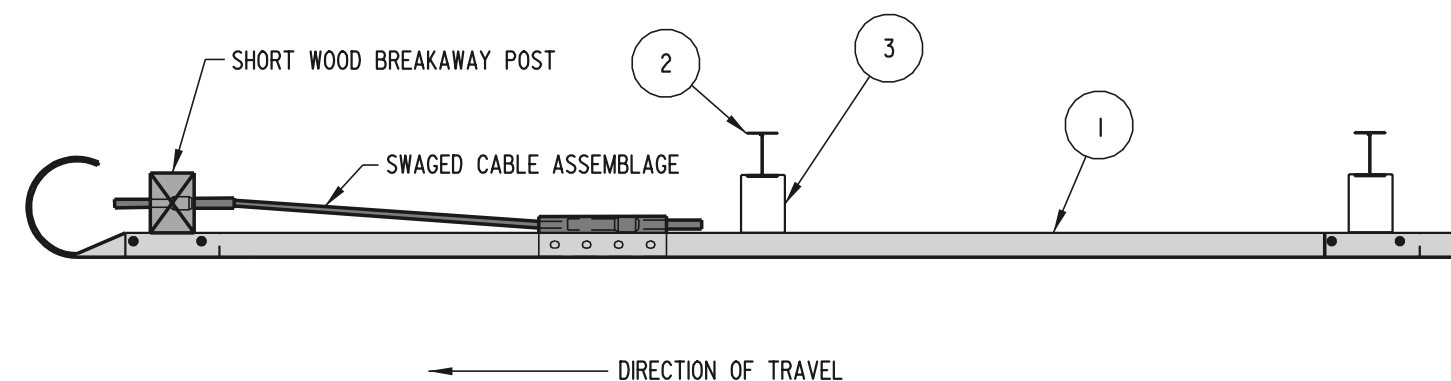 SHORT WOOD BREAKAWAY POST
2
3
1
SWAGED CABLE ASSEMBLAGE
DIRECTION OF TRAVEL